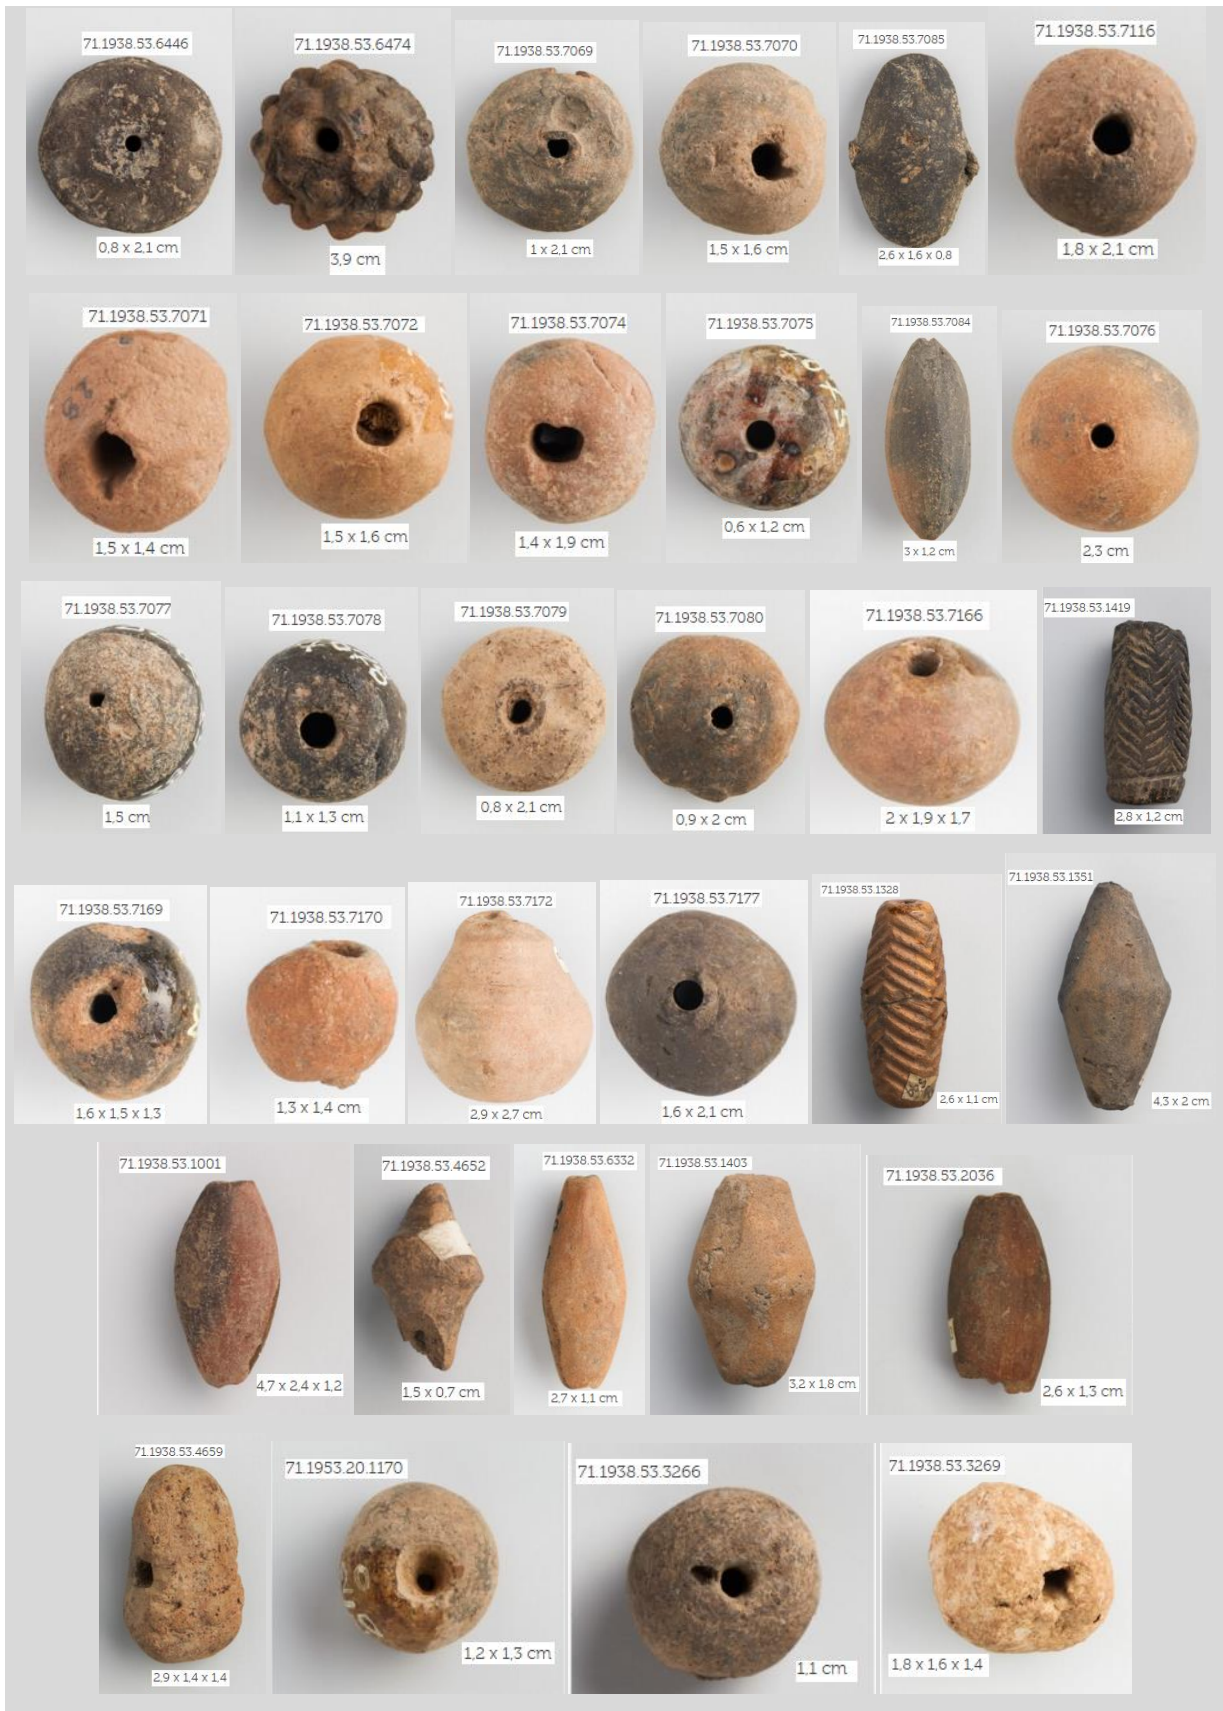 71.1938.53.6446
0,8 x 2,1 cm
71.1938.53.6474
3,9 cm
71.1938.53.7069
1 x 2,1 cm
71.1938.53.7070
1,5 x 1,6 cm
71.1938.53.7085
2,6 x 1,6 x 0,8
71.1938.53.7116
1,8 x 2,1 cm
71.1938.53.7071
1,5 x 1,4 cm
71.1938.53.7072
1,5 x 1,6 cm
71.1938.53.7074
1,4 x 1,9 cm
71.1938.53.7075
0,6 x 1,2 cm
71.1938.53.7084
3 x 1,2 cm
71.1938.53.7076
2,3 cm
71.1938.53.7077
1,5 cm
71.1938.53.7078
1,1 x 1,3 cm
71.1938.53.7079
0,8 x 2,1 cm
71.1938.53.7080
0,9 x 2 cm
71.1938.53.7166
2 x 1,9 x 1,7
71.1938.53.1419
2,8 x 1,2 cm
71.1938.53.7169
1,6 x 1,5 x 1,3
71.1938.53.7170
1,3 x 1,4 cm
71.1938.53.7172
2,9 x 2,7 cm
71.1938.53.7177
1,6 x 2,1 cm
71.1938.53.1328
2,6 x 1,1 cm
71.1938.53.1351
4,3 x 2 cm
71.1938.53.1001
4,7 x 2,4 x 1,2
71.1938.53.4652
1,5 x 0,7 cm
71.1938.53.6332
2,7 x 1,1 cm
71.1938.53.1403
3,2 x 1,8 cm
71.1938.53.2036
2,6 x 1,3 cm
71.1938.53.4659
2,9 x 1,4 x 1,4
71.1953.20.1170
1,2 x 1,3 cm
71.1938.53.3266
1,1 cm
71.1938.53.3269
1,8 x 1,6 x 1,4